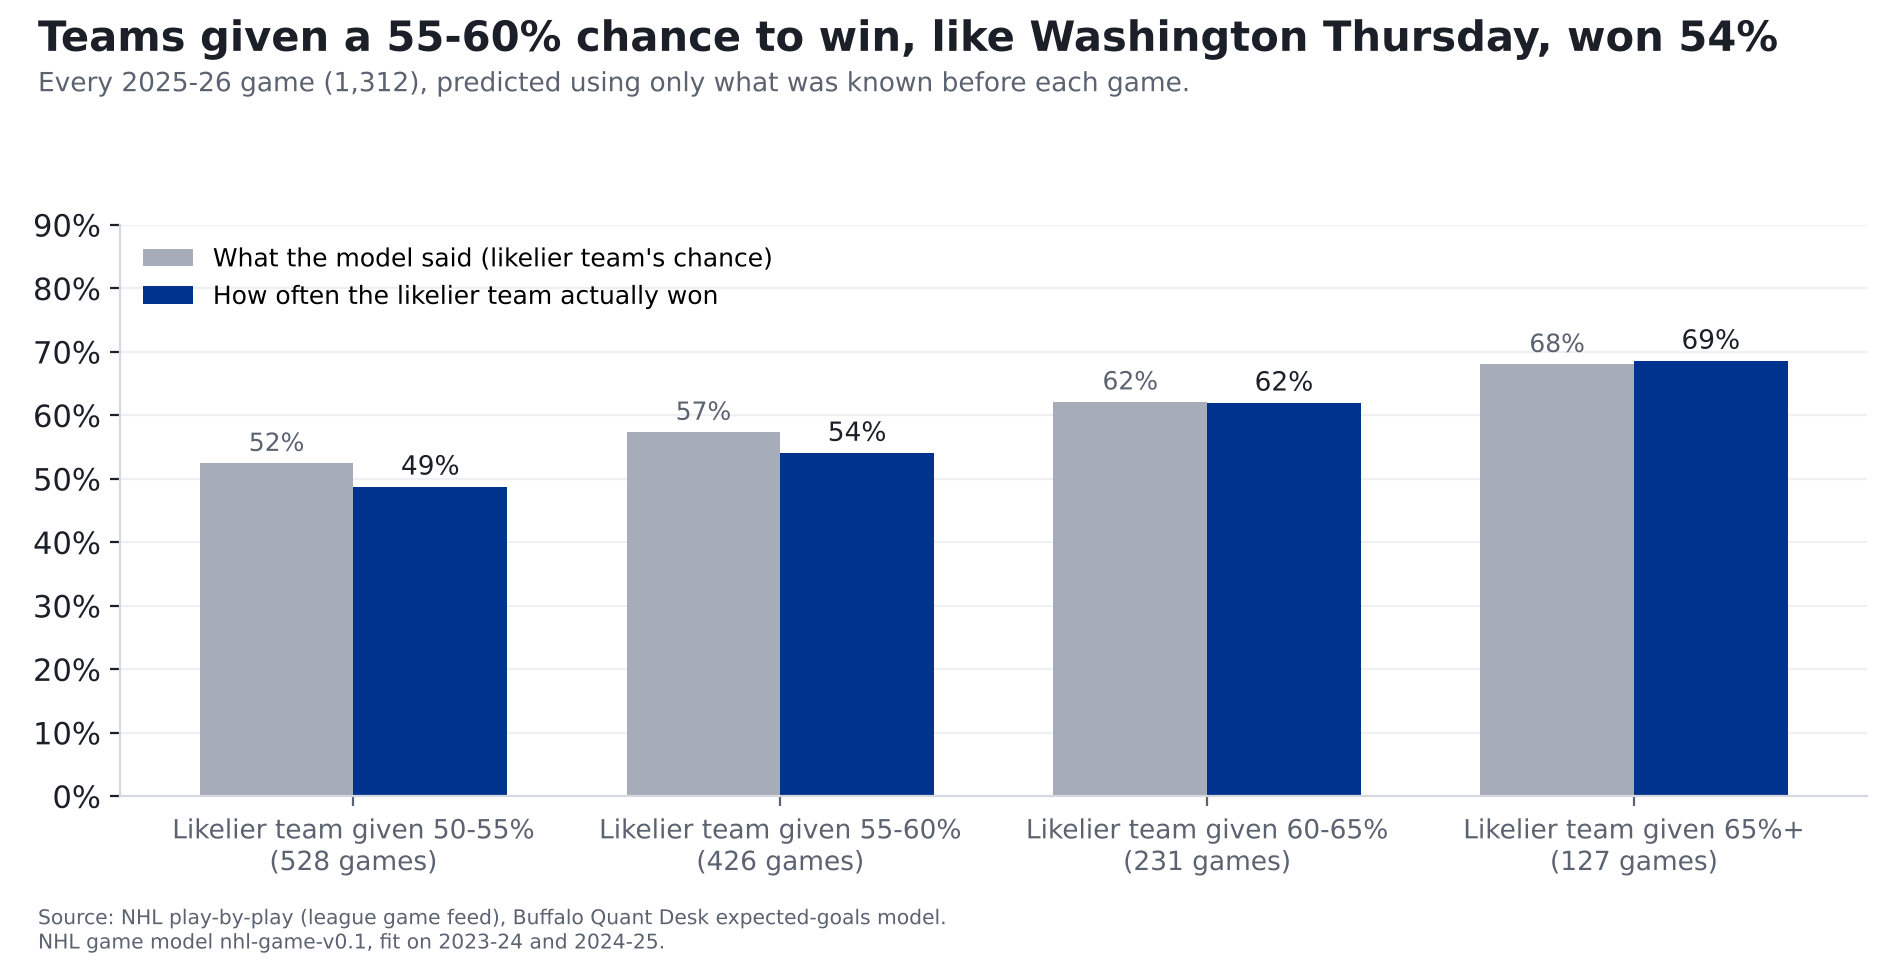 Teams given a 55-60% chance to win, like Washington Thursday, won 54%
Every 2025-26 game (1,312), predicted using only what was known before each game.
90%
80%
70%
60%
50%
40%
30%
20%
10%
0%
What the model said (likelier team's chance)
How often the likelier team actually won
52%
49%
57%
54%
62%
62%
68%
69%
Likelier team given 50-55%
(528 games)
Likelier team given 55-60%
(426 games)
Likelier team given 60-65%
(231 games)
Likelier team given 65%+
(127 games)
Source: NHL play-by-play (league game feed), Buffalo Quant Desk expected-goals model.
NHL game model nhl-game-v0.1, fit on 2023-24 and 2024-25.